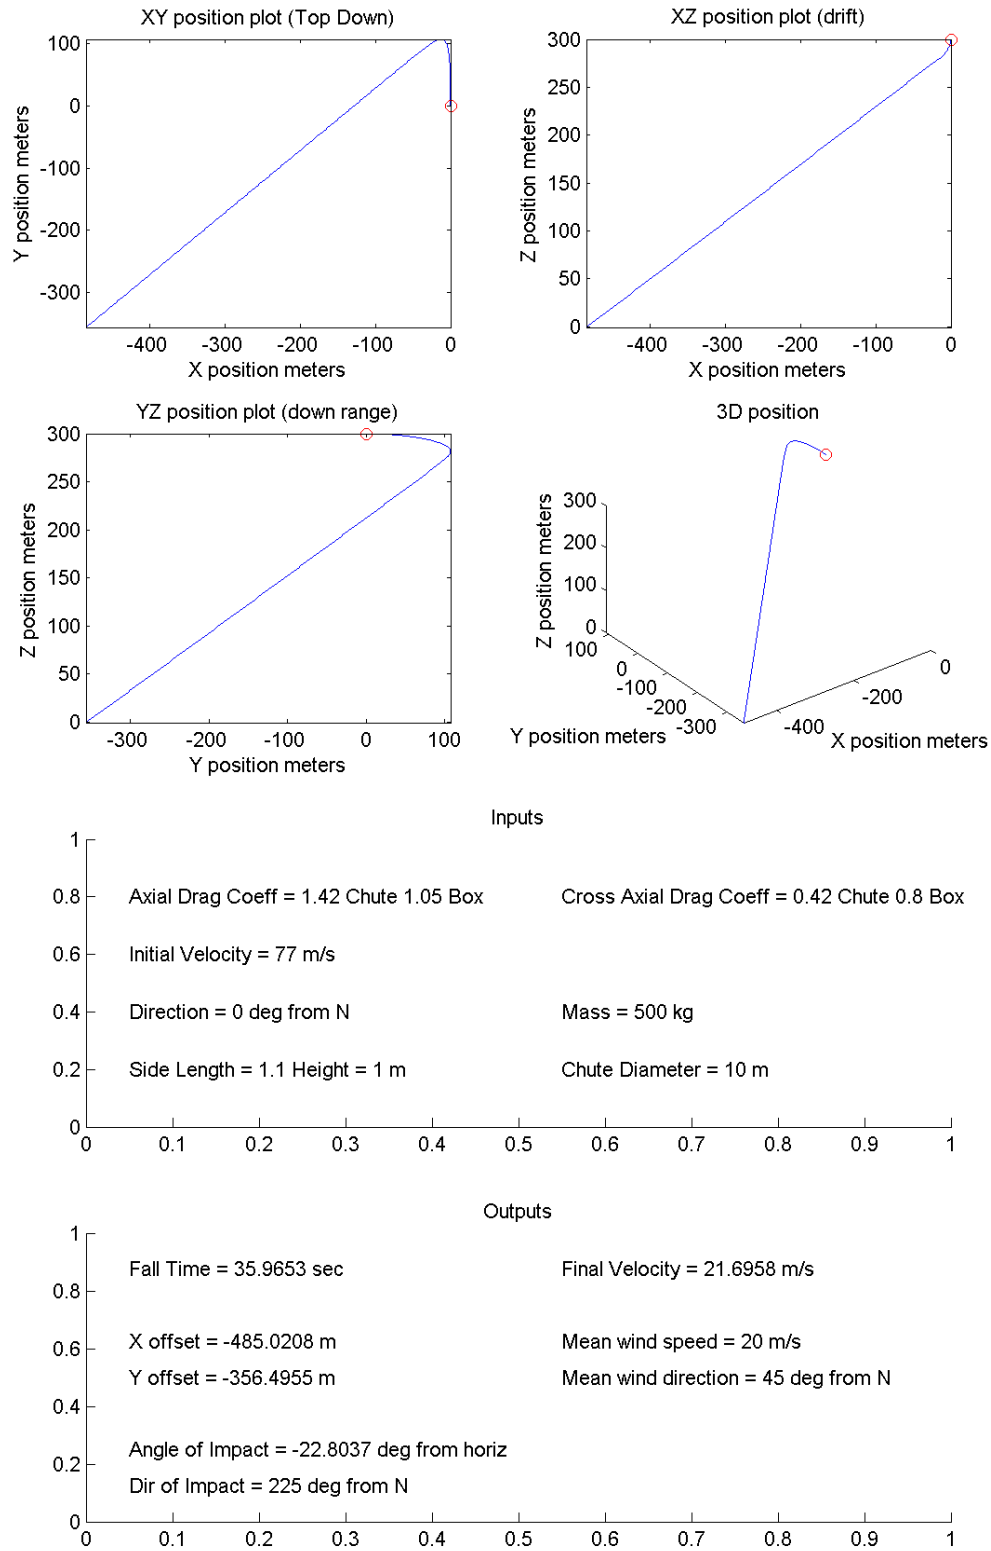 XY position plot (Top Down)
100
0
-100
-200
-300
Y position meters
-400 -300 -200 -100 0
X position meters
XZ position plot (drift)
300
250
200
150
100
50
0
Z position meters
-400 -300 -200 -100 0
X position meters
YZ position plot (down range)
300
250
200
150
100
50
0
Z position meters
-300 -200 -100 0 100
Y position meters
3D position
300
200
100
0
Z position meters
100
0
-100
-200
-300
Y position meters
0
-200
-400
X position meters
Inputs
1
0.8
0.6
0.4
0.2
0
Axial Drag Coeff = 1.42 Chute 1.05 Box
Cross Axial Drag Coeff = 0.42 Chute 0.8 Box
Initial Velocity = 77 m/s
Direction = 0 deg from N
Mass = 500 kg
Side Length = 1.1 Height = 1 m
Chute Diameter = 10 m
0 0.1 0.2 0.3 0.4 0.5 0.6 0.7 0.8 0.9 1
Outputs
1
0.8
0.6
0.4
0.2
0
Fall Time = 35.9653 sec
Final Velocity = 21.6958 m/s
X offset = -485.0208 m
Mean wind speed = 20 m/s
Y offset = -356.4955 m
Mean wind direction = 45 deg from N
Angle of Impact = -22.8037 deg from horiz
Dir of Impact = 225 deg from N
0 0.1 0.2 0.3 0.4 0.5 0.6 0.7 0.8 0.9 1